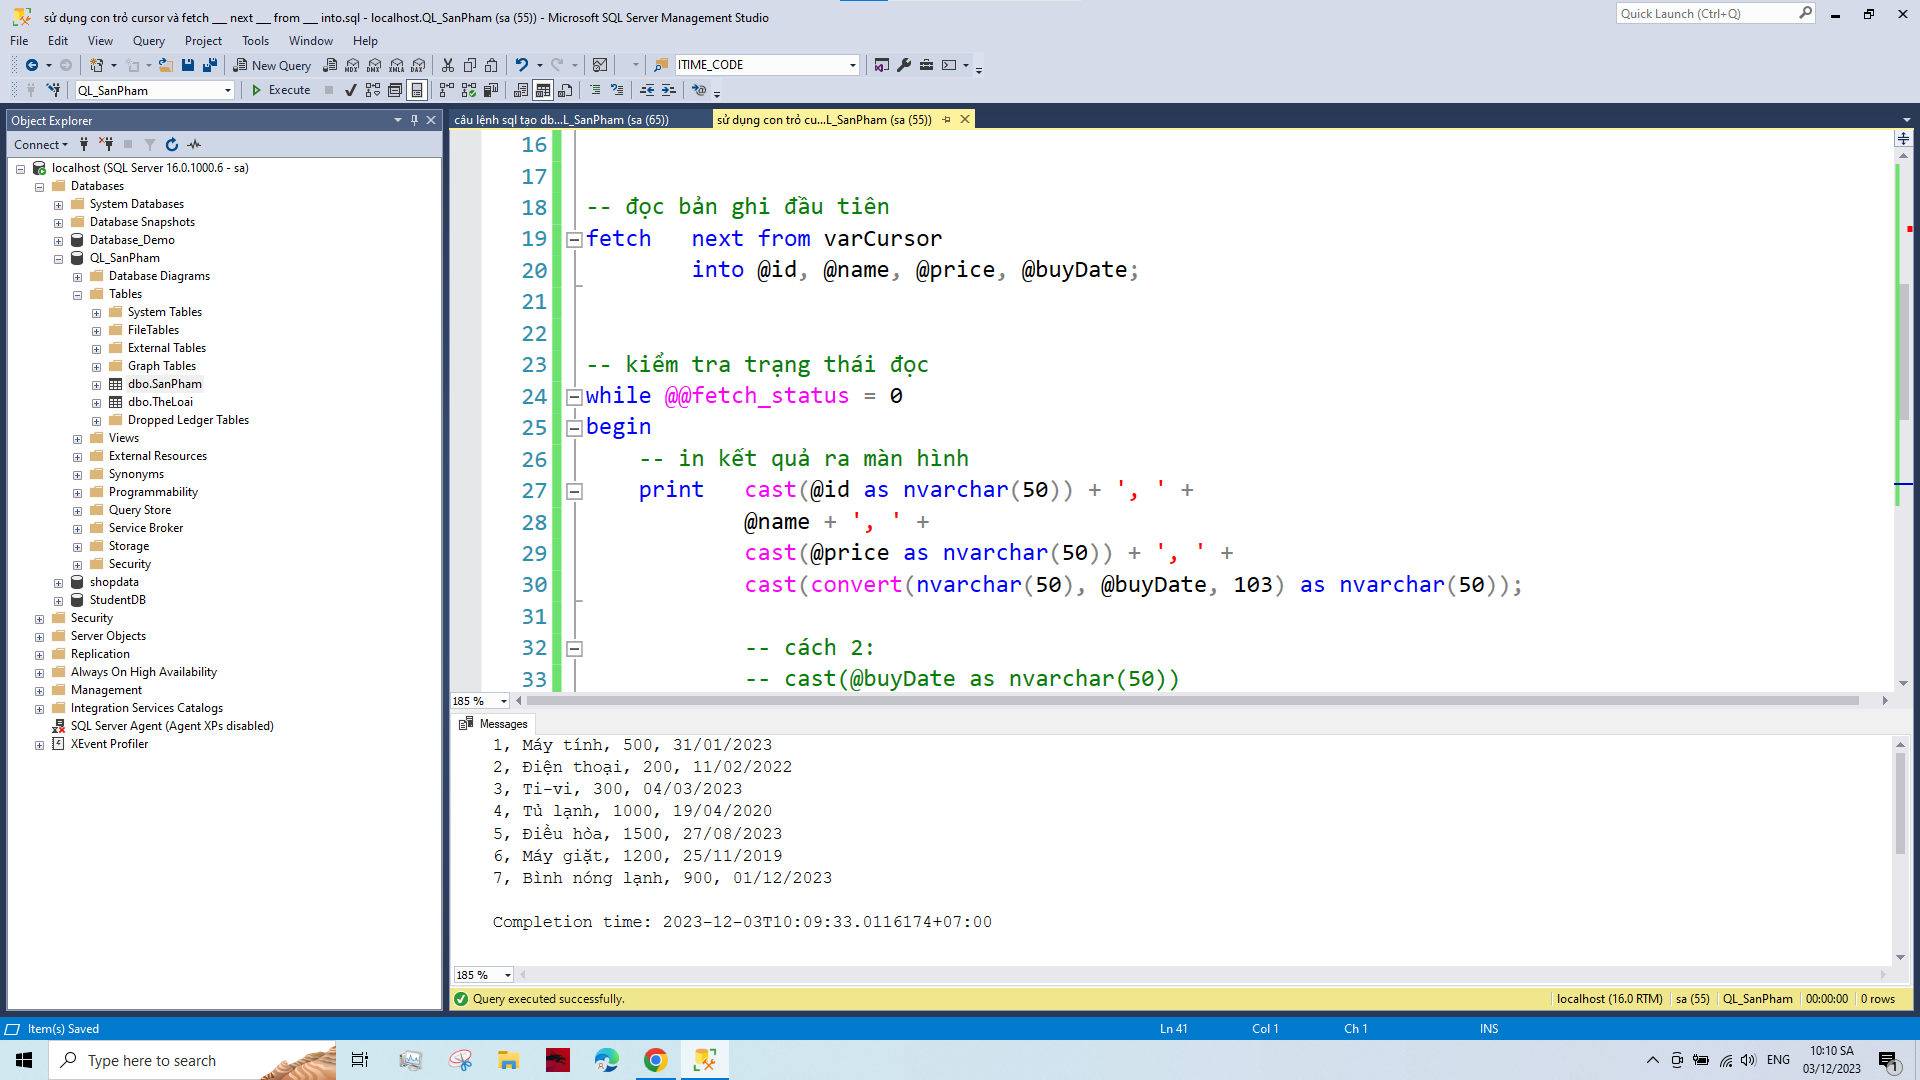 sử dụng con trỏ cursor và fetch ___ next ___ from ___ into.sql - localhost.QL_SanPham (sa (55)) - Microsoft SQL Server Management Studio
Quick Launch (Ctrl+Q)
File Edit View Query Project Tools Window Help
New Query
MDX DMX XMLA DAX
ITIME_CODE
QL_SanPham
Execute
Object Explorer
câu lệnh sql tạo db...L_SanPham (sa (65))
sử dụng con trỏ cu...L_SanPham (sa (55))
Connect
localhost (SQL Server 16.0.1000.6 - sa)
Databases
System Databases
Database Snapshots
Database_Demo
QL_SanPham
Database Diagrams
Tables
System Tables
FileTables
External Tables
Graph Tables
dbo.SanPham
dbo.TheLoai
Dropped Ledger Tables
Views
External Resources
Synonyms
Programmability
Query Store
Service Broker
Storage
Security
shopdata
StudentDB
Security
Server Objects
Replication
Always On High Availability
Management
Integration Services Catalogs
SQL Server Agent (Agent XPs disabled)
XEvent Profiler
16
17
18 -- đọc bản ghi đầu tiên
19 fetch next from varCursor
20 into @id, @name, @price, @buyDate;
21
22
23 -- kiểm tra trạng thái đọc
24 while @@fetch_status = 0
25 begin
26 -- in kết quả ra màn hình
27 print cast(@id as nvarchar(50)) + ', ' +
28 @name + ', ' +
29 cast(@price as nvarchar(50)) + ', ' +
30 cast(convert(nvarchar(50), @buyDate, 103) as nvarchar(50));
31
32 -- cách 2:
33 -- cast(@buyDate as nvarchar(50))
185 %
Messages
1, Máy tính, 500, 31/01/2023
2, Điện thoại, 200, 11/02/2022
3, Ti-vi, 300, 04/03/2023
4, Tủ lạnh, 1000, 19/04/2020
5, Điều hòa, 1500, 27/08/2023
6, Máy giặt, 1200, 25/11/2019
7, Bình nóng lạnh, 900, 01/12/2023
Completion time: 2023-12-03T10:09:33.0116174+07:00
185 %
Query executed successfully.
localhost (16.0 RTM) sa (55) QL_SanPham 00:00:00 0 rows
Item(s) Saved
Ln 41 Col 1 Ch 1 INS
Type here to search
ENG
10:10 SA
03/12/2023
1